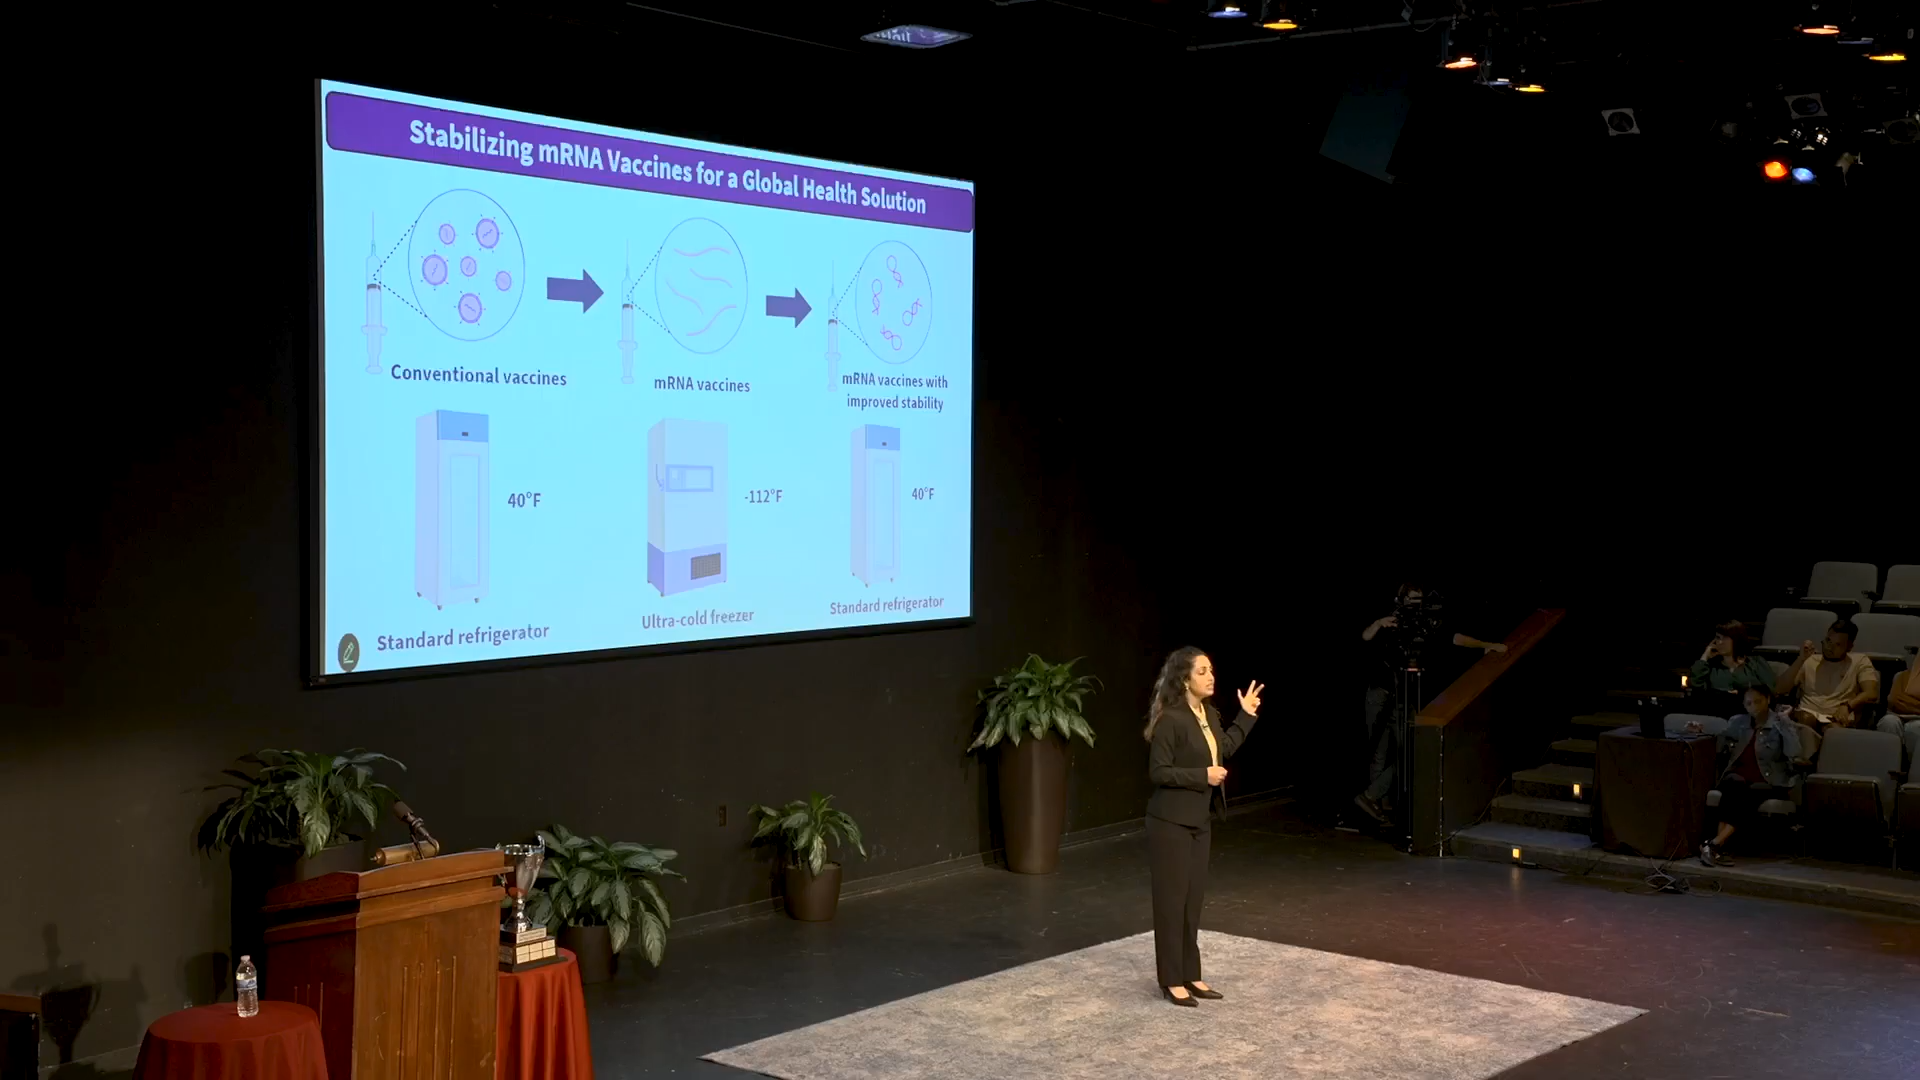 Stabilizing mRNA Vaccines for a Global Health Solution
Conventional vaccines
mRNA vaccines
mRNA vaccines with
improved stability
40°F
-112°F
40°F
Standard refrigerator
Ultra-cold freezer
Standard refrigerator